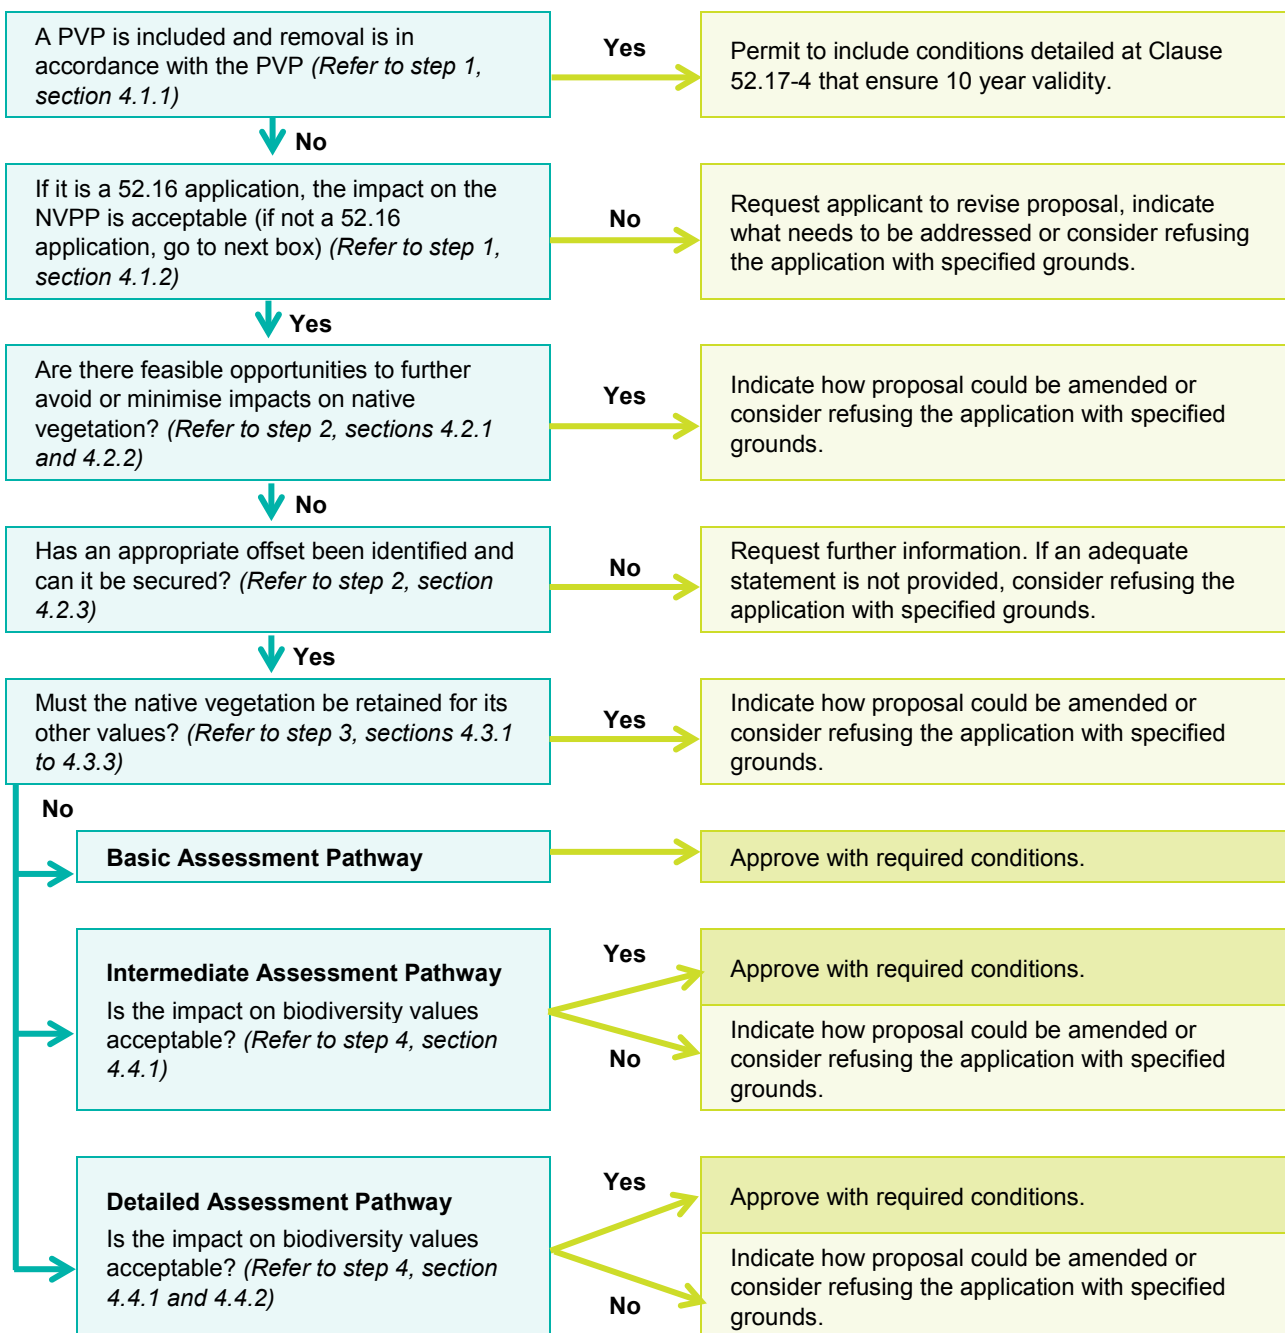 A PVP is included and removal is in
accordance with the PVP (Refer to step 1,
section 4.1.1)
Yes
Permit to include conditions detailed at Clause
52.17-4 that ensure 10 year validity.
No
If it is a 52.16 application, the impact on the
NVPP is acceptable (if not a 52.16
application, go to next box) (Refer to step 1,
section 4.1.2)
No
Request applicant to revise proposal, indicate
what needs to be addressed or consider refusing
the application with specified grounds.
Yes
Are there feasible opportunities to further
avoid or minimise impacts on native
vegetation? (Refer to step 2, sections 4.2.1
and 4.2.2)
Yes
Indicate how proposal could be amended or
consider refusing the application with specified
grounds.
No
Has an appropriate offset been identified and
can it be secured? (Refer to step 2, section
4.2.3)
No
Request further information. If an adequate
statement is not provided, consider refusing the
application with specified grounds.
Yes
Must the native vegetation be retained for its
other values? (Refer to step 3, sections 4.3.1
to 4.3.3)
Yes
Indicate how proposal could be amended or
consider refusing the application with specified
grounds.
No
Basic Assessment Pathway
Approve with required conditions.
Intermediate Assessment Pathway
Is the impact on biodiversity values
acceptable? (Refer to step 4, section
4.4.1)
Yes
Approve with required conditions.
No
Indicate how proposal could be amended or
consider refusing the application with specified
grounds.
Detailed Assessment Pathway
Is the impact on biodiversity values
acceptable? (Refer to step 4, section
4.4.1 and 4.4.2)
Yes
Approve with required conditions.
No
Indicate how proposal could be amended or
consider refusing the application with specified
grounds.